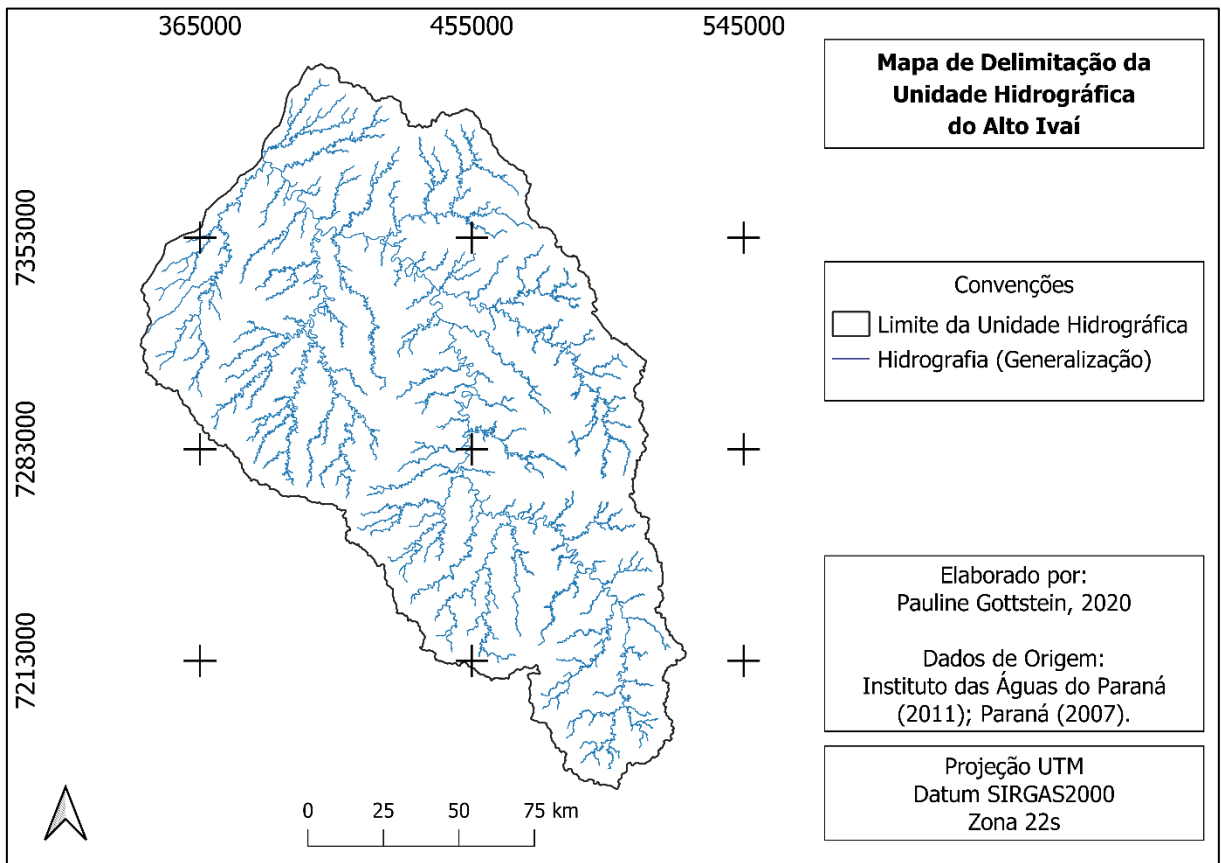 365000
455000
545000
Mapa de Delimitação da
Unidade Hidrográfica
do Alto Ivaí
7353000
7283000
7213000
Convenções
Limite da Unidade Hidrográfica
Hidrografia (Generalização)
Elaborado por:
Pauline Gottstein, 2020
Dados de Origem:
Instituto das Águas do Paraná
(2011); Paraná (2007).
Projeção UTM
Datum SIRGAS2000
Zona 22s
0
25
50
75 km